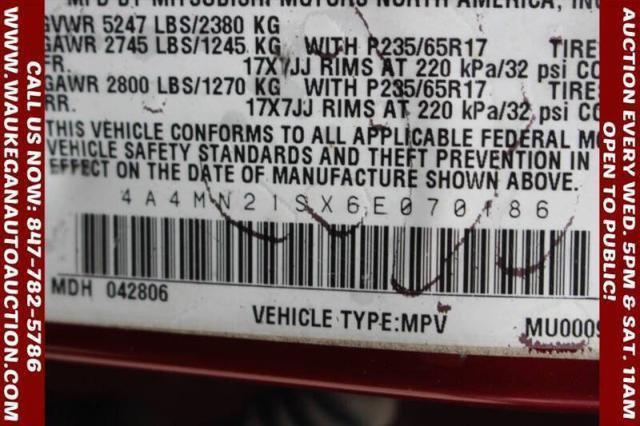 WWW.WAUKEGANAUTOAUCTION.COM
CALL US NOW: 847-782-5786
MFD BY MITSUBISHI MOTORS NORTH AMERICA, IN
GVWR 5247 LBS/2380 KG
GAWR 2745 LBS/1245 KG WITH P235/65R17 TIRE
FR. 17X7JJ RIMS AT 220 kPa/32 psi CO
GAWR 2800 LBS/1270 KG WITH P235/65R17 TIRE
RR. 17X7JJ RIMS AT 220 kPa/32 psi CO
THIS VEHICLE CONFORMS TO ALL APPLICABLE FEDERAL MO
VEHICLE SAFETY STANDARDS AND THEFT PREVENTION IN
EFFECT ON THE DATE OF MANUFACTURE SHOWN ABOVE.
4A4MN21SX6E070186
MDH 042806
VEHICLE TYPE:MPV MU000
AUCTION EVERY WED. 5PM & SAT. 11AM
OPEN TO PUBLIC!